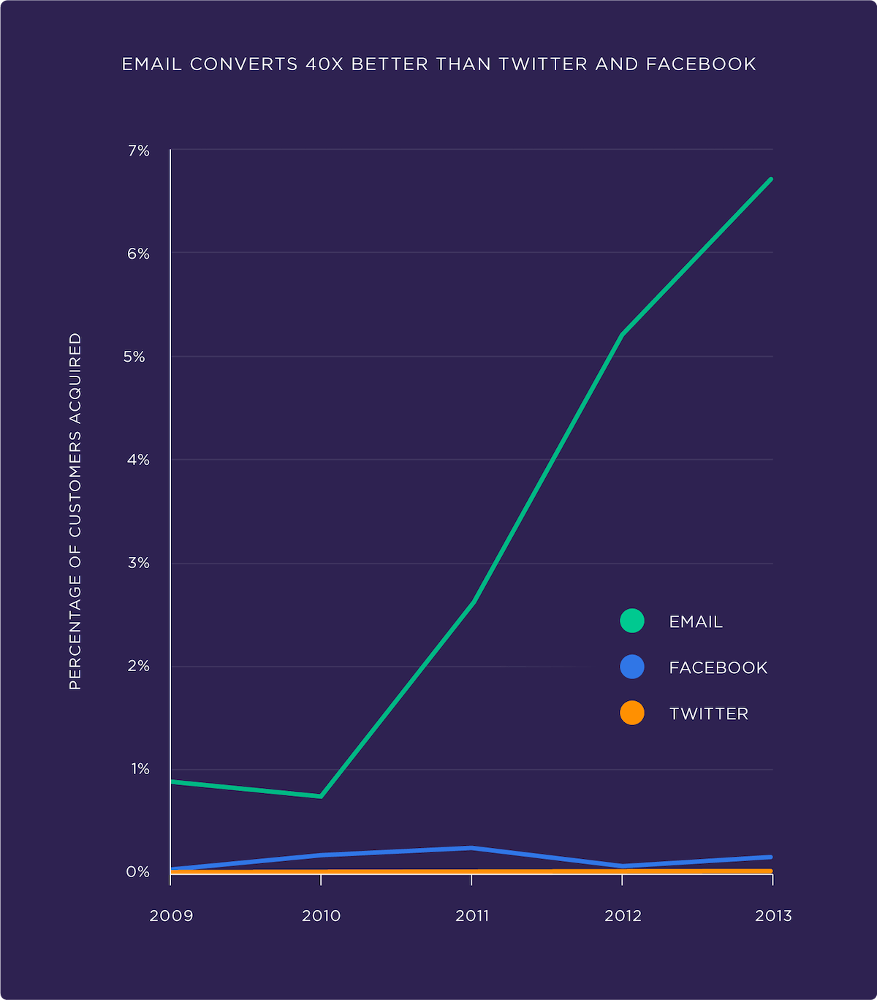 EMAIL CONVERTS 40X BETTER THAN TWITTER AND FACEBOOK
PERCENTAGE OF CUSTOMERS ACQUIRED
7%
6%
5%
4%
3%
2%
1%
0%
EMAIL
FACEBOOK
TWITTER
2009
2010
2011
2012
2013